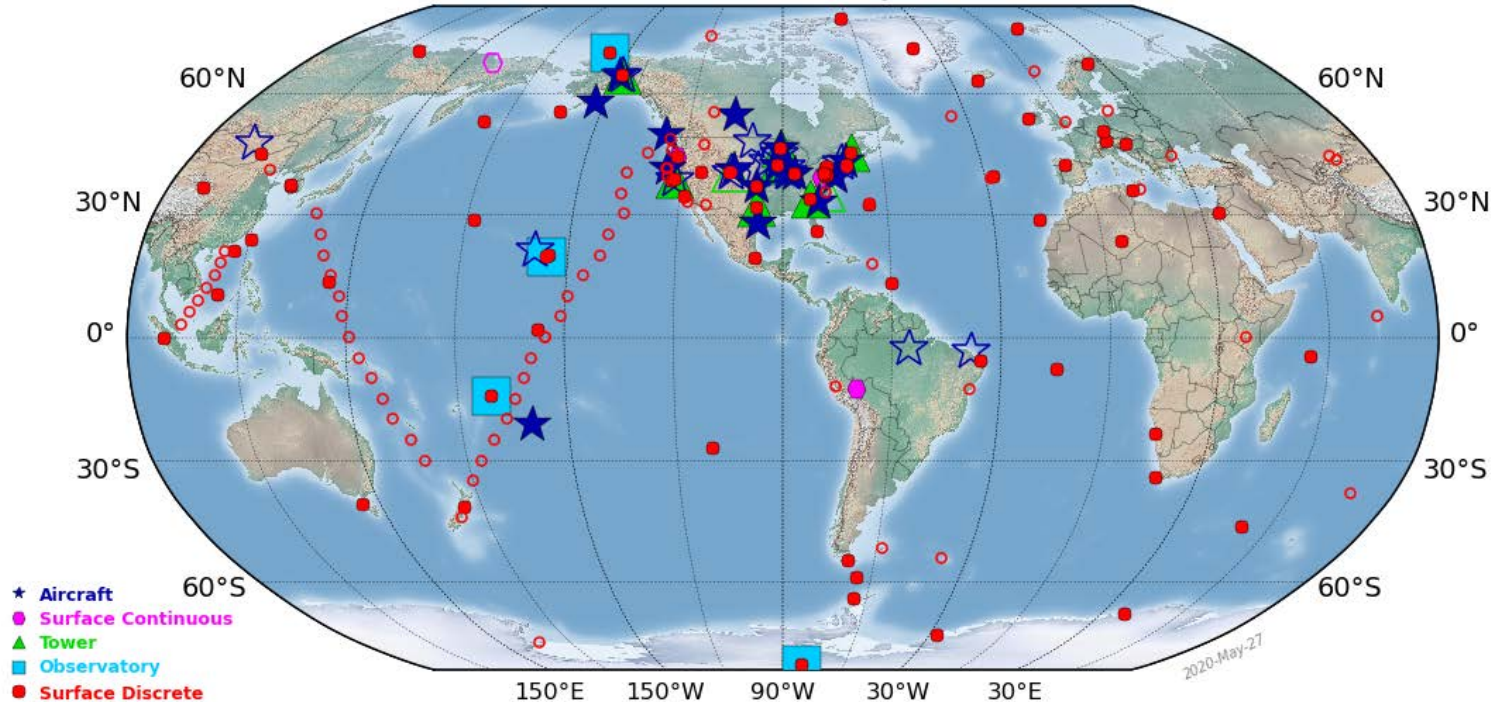 60°N
60°N
30°N
30°N
0°
0°
30°S
30°S
60°S
60°S
Aircraft
Surface Continuous
Tower
Observatory
Surface Discrete
2020-May-27
150°E
150°W
90°W
30°W
30°E